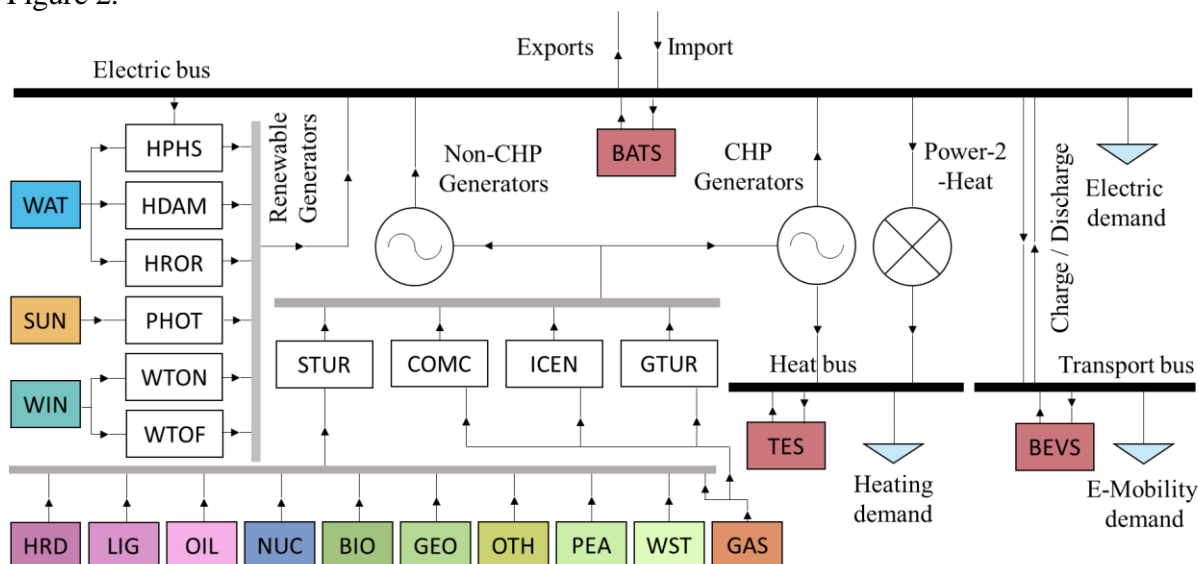 Figure 2.
Exports
Import
Electric bus
HPHS
Renewable
Generators
Non-CHP
Generators
BATS
CHP
Generators
Power-2
-Heat
Charge / Discharge
Electric
demand
WAT
HDAM
HROR
SUN
PHOT
WIN
WTON
WTOF
STUR
COMC
ICEN
GTUR
Heat bus
Transport bus
TES
BEVS
Heating
demand
E-Mobility
demand
HRD
LIG
OIL
NUC
BIO
GEO
OTH
PEA
WST
GAS